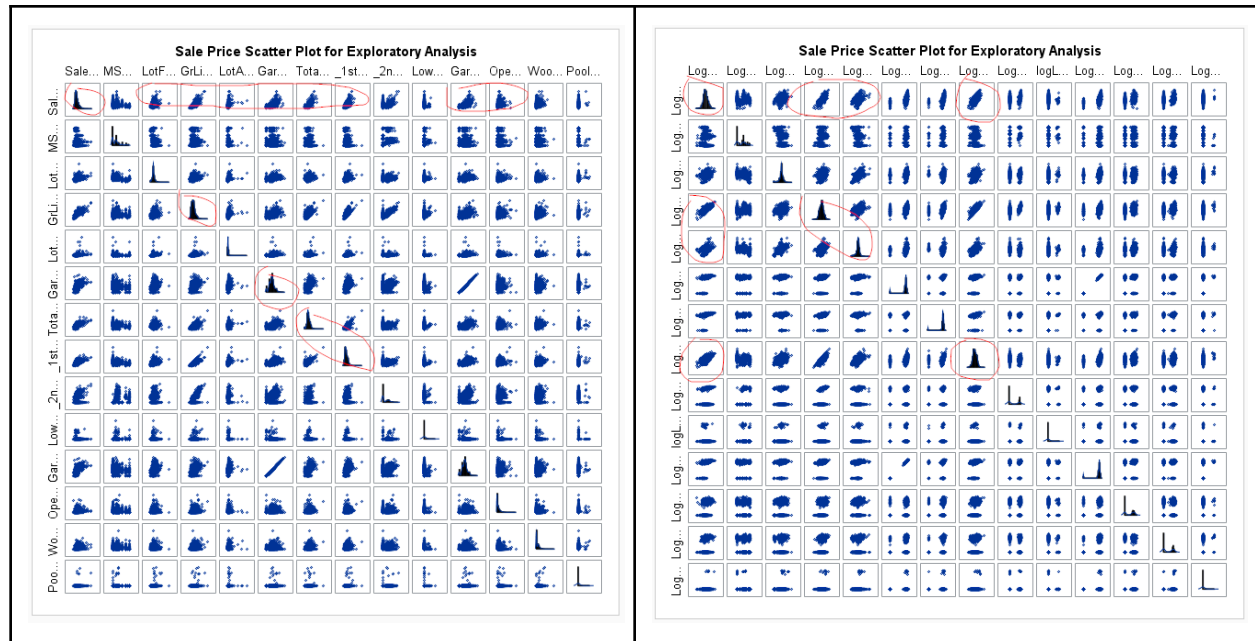 Sale Price Scatter Plot for Exploratory Analysis
Sale... MS... LotF... GrLi... LotA... Gar... Tota... _1st... _2n... Low... Gar... Ope... Woo... Pool...
Sal...
MS...
Lot...
GrLi...
Lot...
Gar...
Tota...
_1st...
_2n...
Low...
Gar...
Ope...
Wo...
Poo...
Sale Price Scatter Plot for Exploratory Analysis
Log... Log... Log... Log... Log... Log... Log... Log... Log... logL... Log... Log... Log... Log...
Log...
Log...
Log...
Log...
Log...
Log...
Log...
Log...
Log...
logL...
Log...
Log...
Log...
Log...